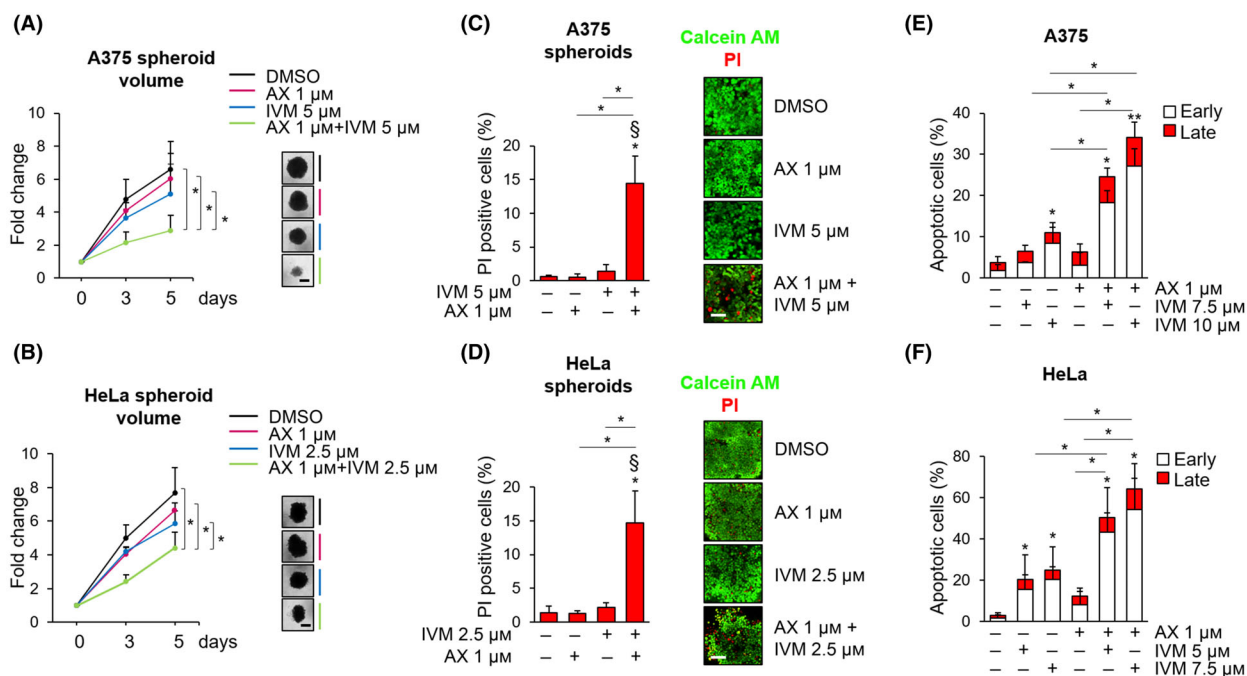 (A)
A375 spheroid
volume
DMSO
AX 1 µM
IVM 5 µM
AX 1 µM+IVM 5 µM
Fold change
10
8
6
4
2
0
*
*
*
0 3 5 days
(B)
HeLa spheroid
volume
DMSO
AX 1 µM
IVM 2.5 µM
AX 1 µM+IVM 2.5 µM
Fold change
10
8
6
4
2
0
*
*
*
0 3 5 days
(C)
A375
spheroids
PI positive cells (%)
20
15
10
5
0
*
*
§
*
IVM 5 µM – – + +
AX 1 µM – + – +
Calcein AM
PI
DMSO
AX 1 µM
IVM 5 µM
AX 1 µM +
IVM 5 µM
(D)
HeLa
spheroids
PI positive cells (%)
20
15
10
5
0
*
*
§
*
IVM 2.5 µM – – + +
AX 1 µM – + – +
Calcein AM
PI
DMSO
AX 1 µM
IVM 2.5 µM
AX 1 µM +
IVM 2.5 µM
(E)
A375
Early
Late
Apoptotic cells (%)
40
30
20
10
0
*
*
*
*
*
*
**
– – – + + + AX 1 µM
– + – – + – IVM 7.5 µM
– – + – – + IVM 10 µM
(F)
HeLa
Early
Late
Apoptotic cells (%)
80
60
40
20
0
*
*
*
*
*
*
*
*
– – – + + + AX 1 µM
– + – – + – IVM 5 µM
– – + – – + IVM 7.5 µM